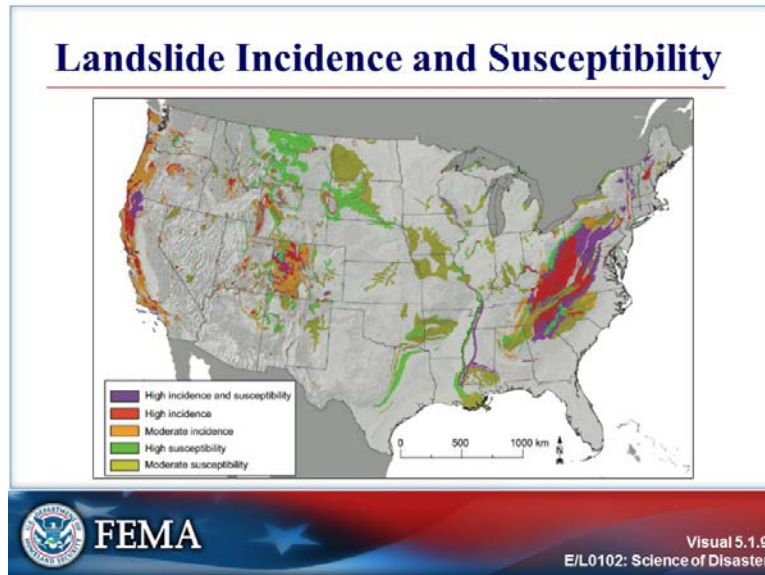 Landslide Incidence and Susceptibility
High incidence and susceptibility
High incidence
Moderate incidence
High susceptibility
Moderate susceptibility
0 500 1000 km
N
FEMA
Visual 5.1.9
E/L0102: Science of Disaster